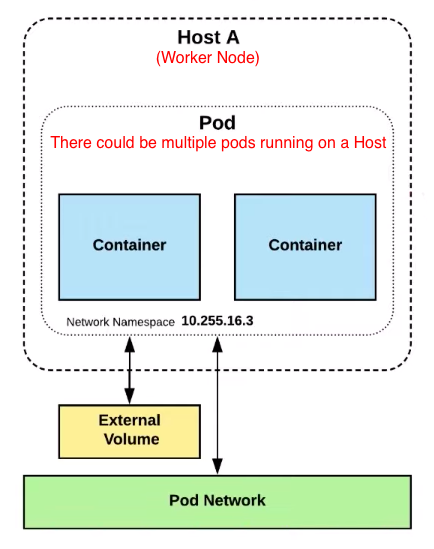 Host A
(Worker Node)
Pod
There could be multiple pods running on a Host
Container
Container
Network Namespace 10.255.16.3
External
Volume
Pod Network